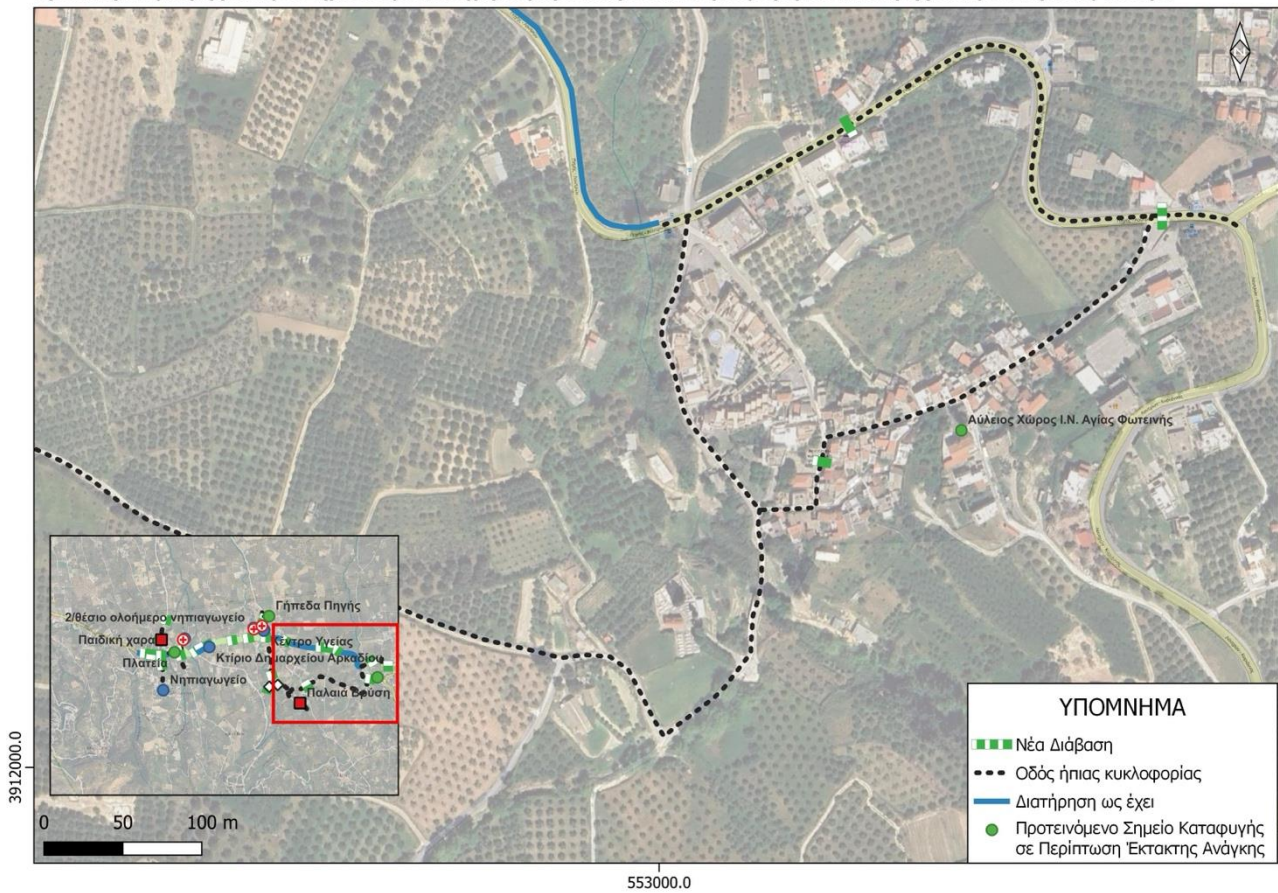 Αύλειος Χώρος Ι.Ν. Αγίας Φωτεινής
Γήπεδα Πηγής
2/θέσιο ολοήμερο νηπιαγωγείο
Παιδική χαρά
Κέντρο Υγείας
Πλατεία
Κτίριο Δημαρχείου Αρκαδίου
Νηπιαγωγείο
Παλαιά Βρύση
3912000.0
0 50 100 m
553000.0
ΥΠΟΜΝΗΜΑ
Νέα Διάβαση
Οδός ήπιας κυκλοφορίας
Διατήρηση ως έχει
Προτεινόμενο Σημείο Καταφυγής
σε Περίπτωση Έκτακτης Ανάγκης